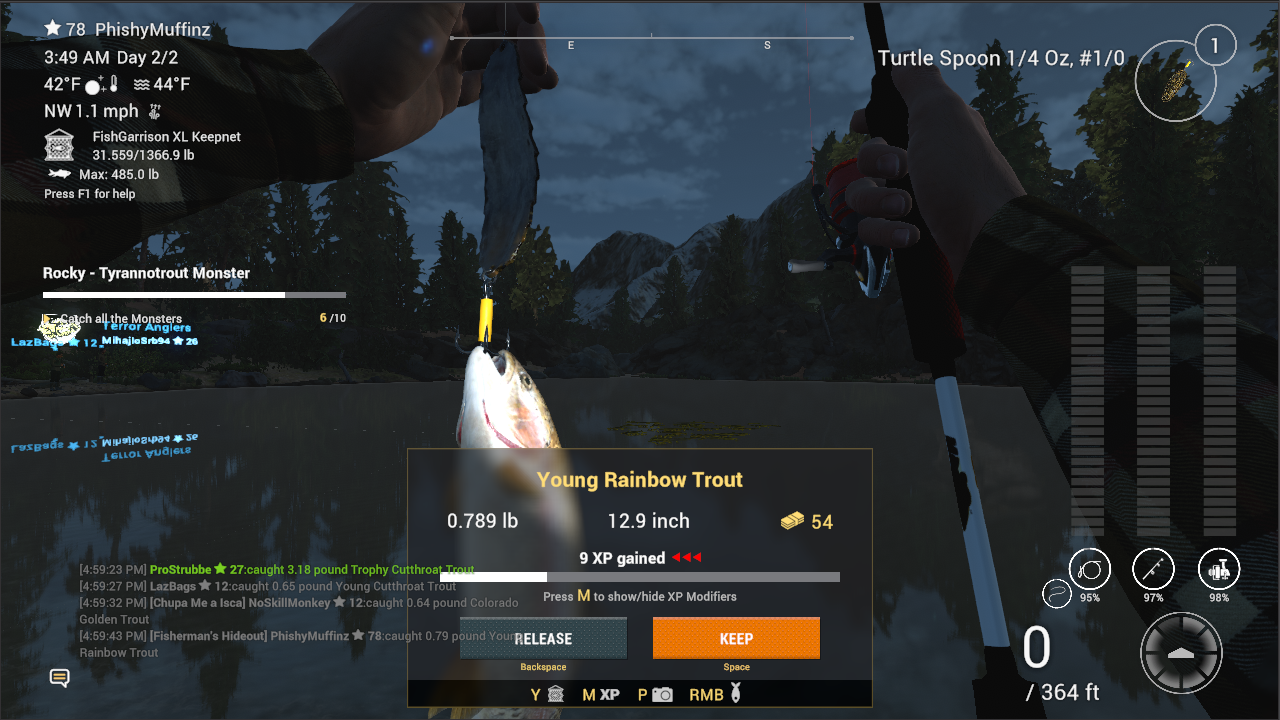 78 PhishyMuffinz
3:49 AM Day 2/2
42°F 44°F
NW 1.1 mph
FishGarrison XL Keepnet
31.559/1366.9 lb
Max: 485.0 lb
Press F1 for help
E S
Turtle Spoon 1/4 Oz, #1/0
1
Rocky - Tyrannotrout Monster
Catch all the Monsters 6 /10
Terror Anglers
LazBags ★ 12 MihajloSrb94 ★ 26
LazBags ★ 12 MihajloSrb94 ★ 26
Terror Anglers
Young Rainbow Trout
0.789 lb 12.9 inch 54
9 XP gained
Press M to show/hide XP Modifiers
RELEASE KEEP
Backspace Space
Y M XP P RMB
[4:59:23 PM] ProStrubbe ★ 27:caught 3.18 pound Trophy Cutthroat Trout
[4:59:27 PM] LazBags ★ 12:caught 0.65 pound Young Cutthroat Trout
[4:59:32 PM] [Chupa Me a Isca] NoSkillMonkey ★ 12:caught 0.64 pound Colorado
Golden Trout
[4:59:43 PM] [Fisherman's Hideout] PhishyMuffinz ★ 78:caught 0.79 pound Young
Rainbow Trout
95% 97% 98%
0
/ 364 ft